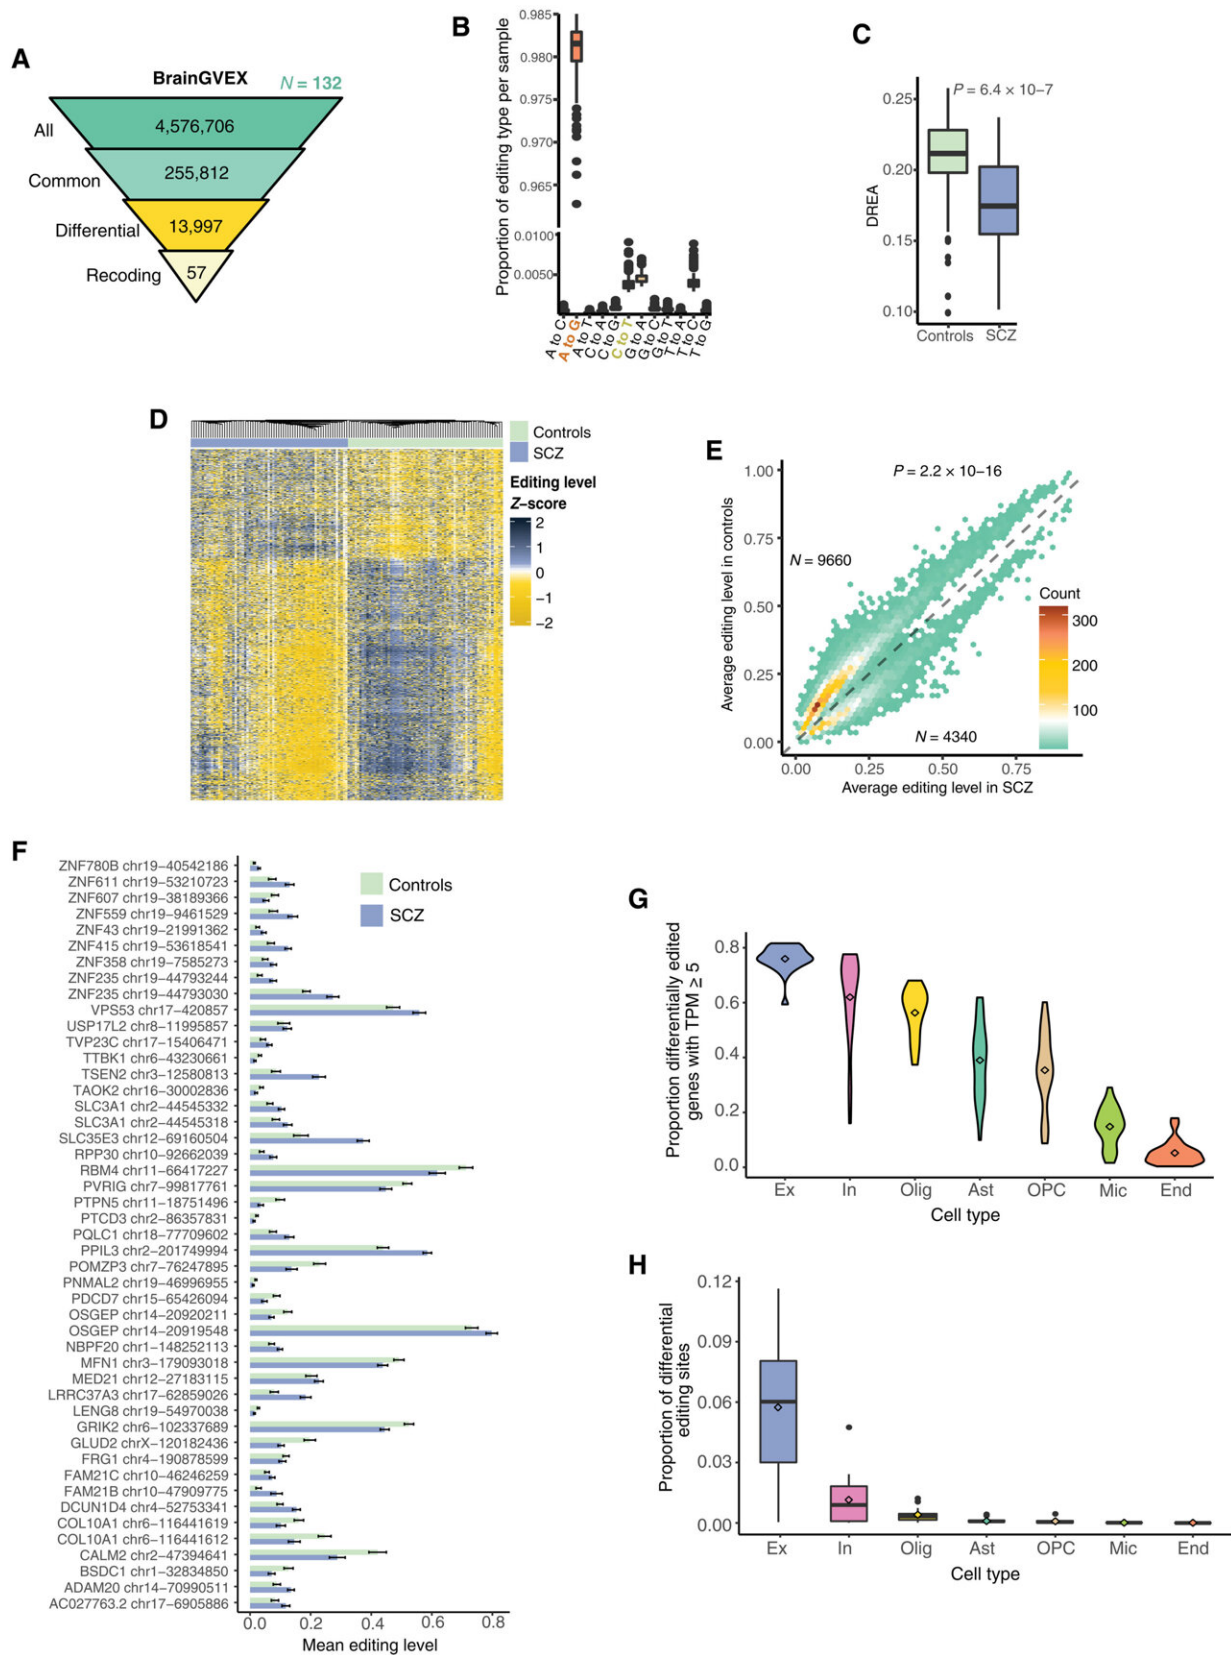 A
BrainGVEX
N = 132
All
4,576,706
Common
255,812
Differential
13,997
Recoding
57
B
Proportion of editing type per sample
0.985
0.980
0.975
0.970
0.965
0.0100
0.0050
A to C
A to G
A to T
C to A
C to G
C to T
G to A
G to C
G to T
T to A
T to C
T to G
C
P = 6.4 × 10−7
DREA
0.25
0.20
0.15
0.10
Controls
SCZ
D
Controls
SCZ
Editing level
Z−score
2
1
0
−1
−2
E
P = 2.2 × 10−16
N = 9660
N = 4340
Average editing level in controls
1.00
0.75
0.50
0.25
0.00
0.00
0.25
0.50
0.75
Average editing level in SCZ
Count
300
200
100
F
Controls
SCZ
ZNF780B chr19−40542186
ZNF611 chr19−53210723
ZNF607 chr19−38189366
ZNF559 chr19−9461529
ZNF43 chr19−21991362
ZNF415 chr19−53618541
ZNF358 chr19−7585273
ZNF235 chr19−44793244
ZNF235 chr19−44793030
VPS53 chr17−420857
USP17L2 chr8−11995857
TVP23C chr17−15406471
TTBK1 chr6−43230661
TSEN2 chr3−12580813
TAOK2 chr16−30002836
SLC3A1 chr2−44545332
SLC3A1 chr2−44545318
SLC35E3 chr12−69160504
RPP30 chr10−92662039
RBM4 chr11−66417227
PVRIG chr7−99817761
PTPN5 chr11−18751496
PTCD3 chr2−86357831
PQLC1 chr18−77709602
PPIL3 chr2−201749994
POMZP3 chr7−76247895
PNMAL2 chr19−46996955
PDCD7 chr15−65426094
OSGEP chr14−20920211
OSGEP chr14−20919548
NBPF20 chr1−148252113
MFN1 chr3−179093018
MED21 chr12−27183115
LRRC37A3 chr17−62859026
LENG8 chr19−54970038
GRIK2 chr6−102337689
GLUD2 chrX−120182436
FRG1 chr4−190878599
FAM21C chr10−46246259
FAM21B chr10−47909775
DCUN1D4 chr4−52753341
COL10A1 chr6−116441619
COL10A1 chr6−116441612
CALM2 chr2−47394641
BSDC1 chr1−32834850
ADAM20 chr14−70990511
AC027763.2 chr17−6905886
0.0
0.2
0.4
0.6
0.8
Mean editing level
G
Proportion differentially edited
genes with TPM ≥ 5
0.8
0.6
0.4
0.2
0.0
Ex
In
Olig
Ast
OPC
Mic
End
Cell type
H
Proportion of differential
editing sites
0.12
0.09
0.06
0.03
0.00
Ex
In
Olig
Ast
OPC
Mic
End
Cell type